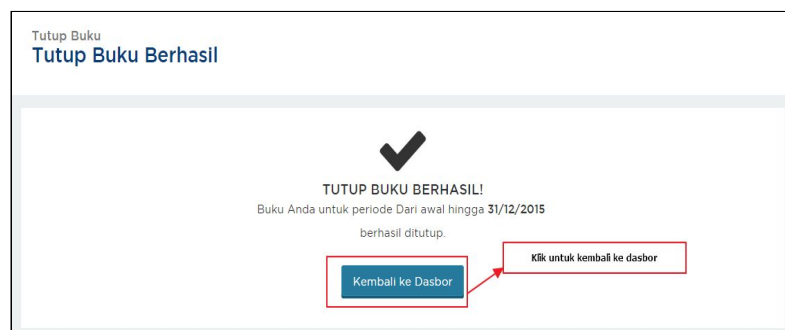 Tutup Buku
Tutup Buku Berhasil
TUTUP BUKU BERHASIL!
Buku Anda untuk periode Dari awal hingga 31/12/2015
berhasil ditutup.
Klik untuk kembali ke dasbor
Kembali ke Dasbor